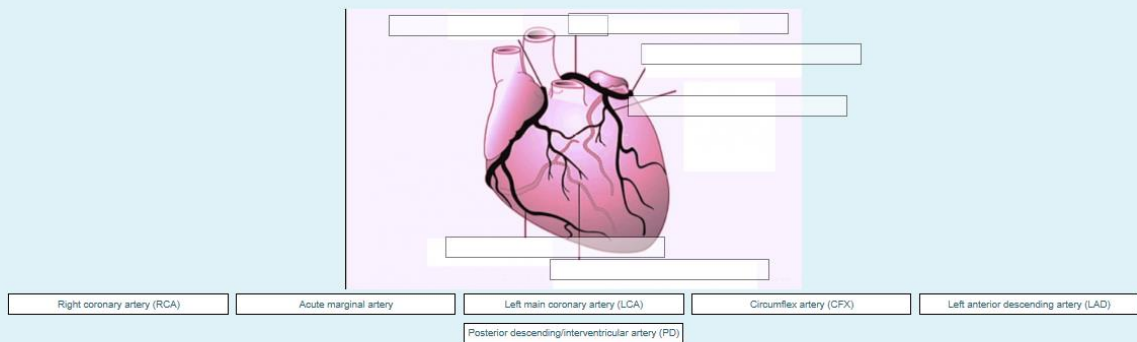 Right coronary artery (RCA)
Acute marginal artery
Left main coronary artery (LCA)
Circumflex artery (CFX)
Left anterior descending artery (LAD)
Posterior descending/interventricular artery (PD)